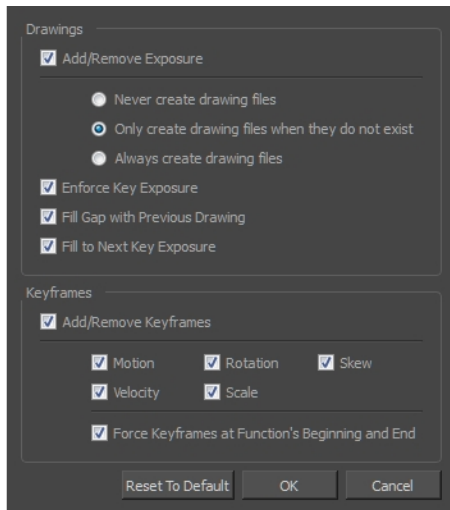 Drawings
Add/Remove Exposure
Never create drawing files
Only create drawing files when they do not exist
Always create drawing files
Enforce Key Exposure
Fill Gap with Previous Drawing
Fill to Next Key Exposure
Keyframes
Add/Remove Keyframes
Motion Rotation Skew
Velocity Scale
Force Keyframes at Function's Beginning and End
Reset To Default OK Cancel